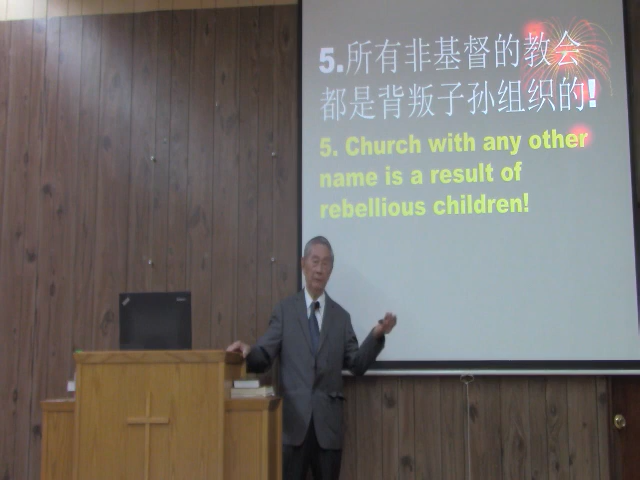 5.所有非基督的教会
都是背叛子孙组织的!
5. Church with any other
name is a result of
rebellious children!